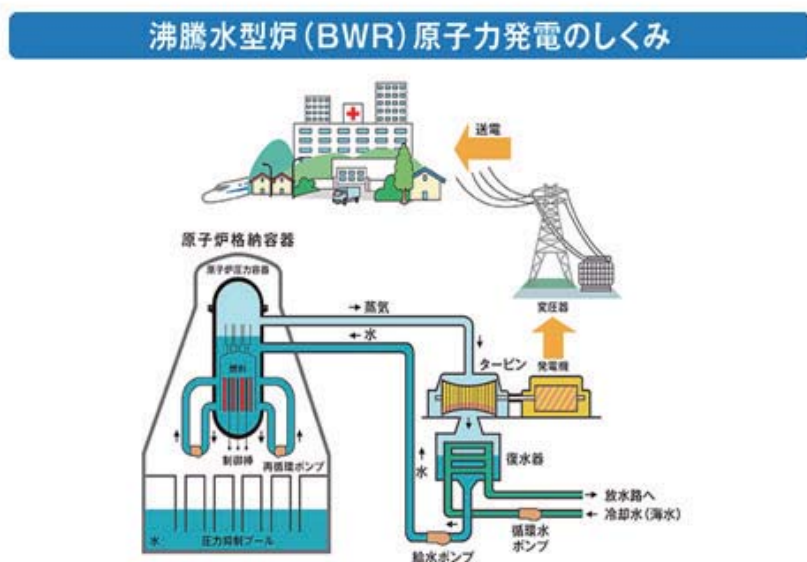 沸騰水型炉(BWR)原子力発電のしくみ
送電
原子炉格納容器
原子炉圧力容器
変圧器
→蒸気
←水
燃料
タービン
発電機
制御棒
再循環ポンプ
水
復水器
→ 放水路へ
← 冷却水(海水)
循環水
ポンプ
給水ポンプ
水
圧力抑制プール